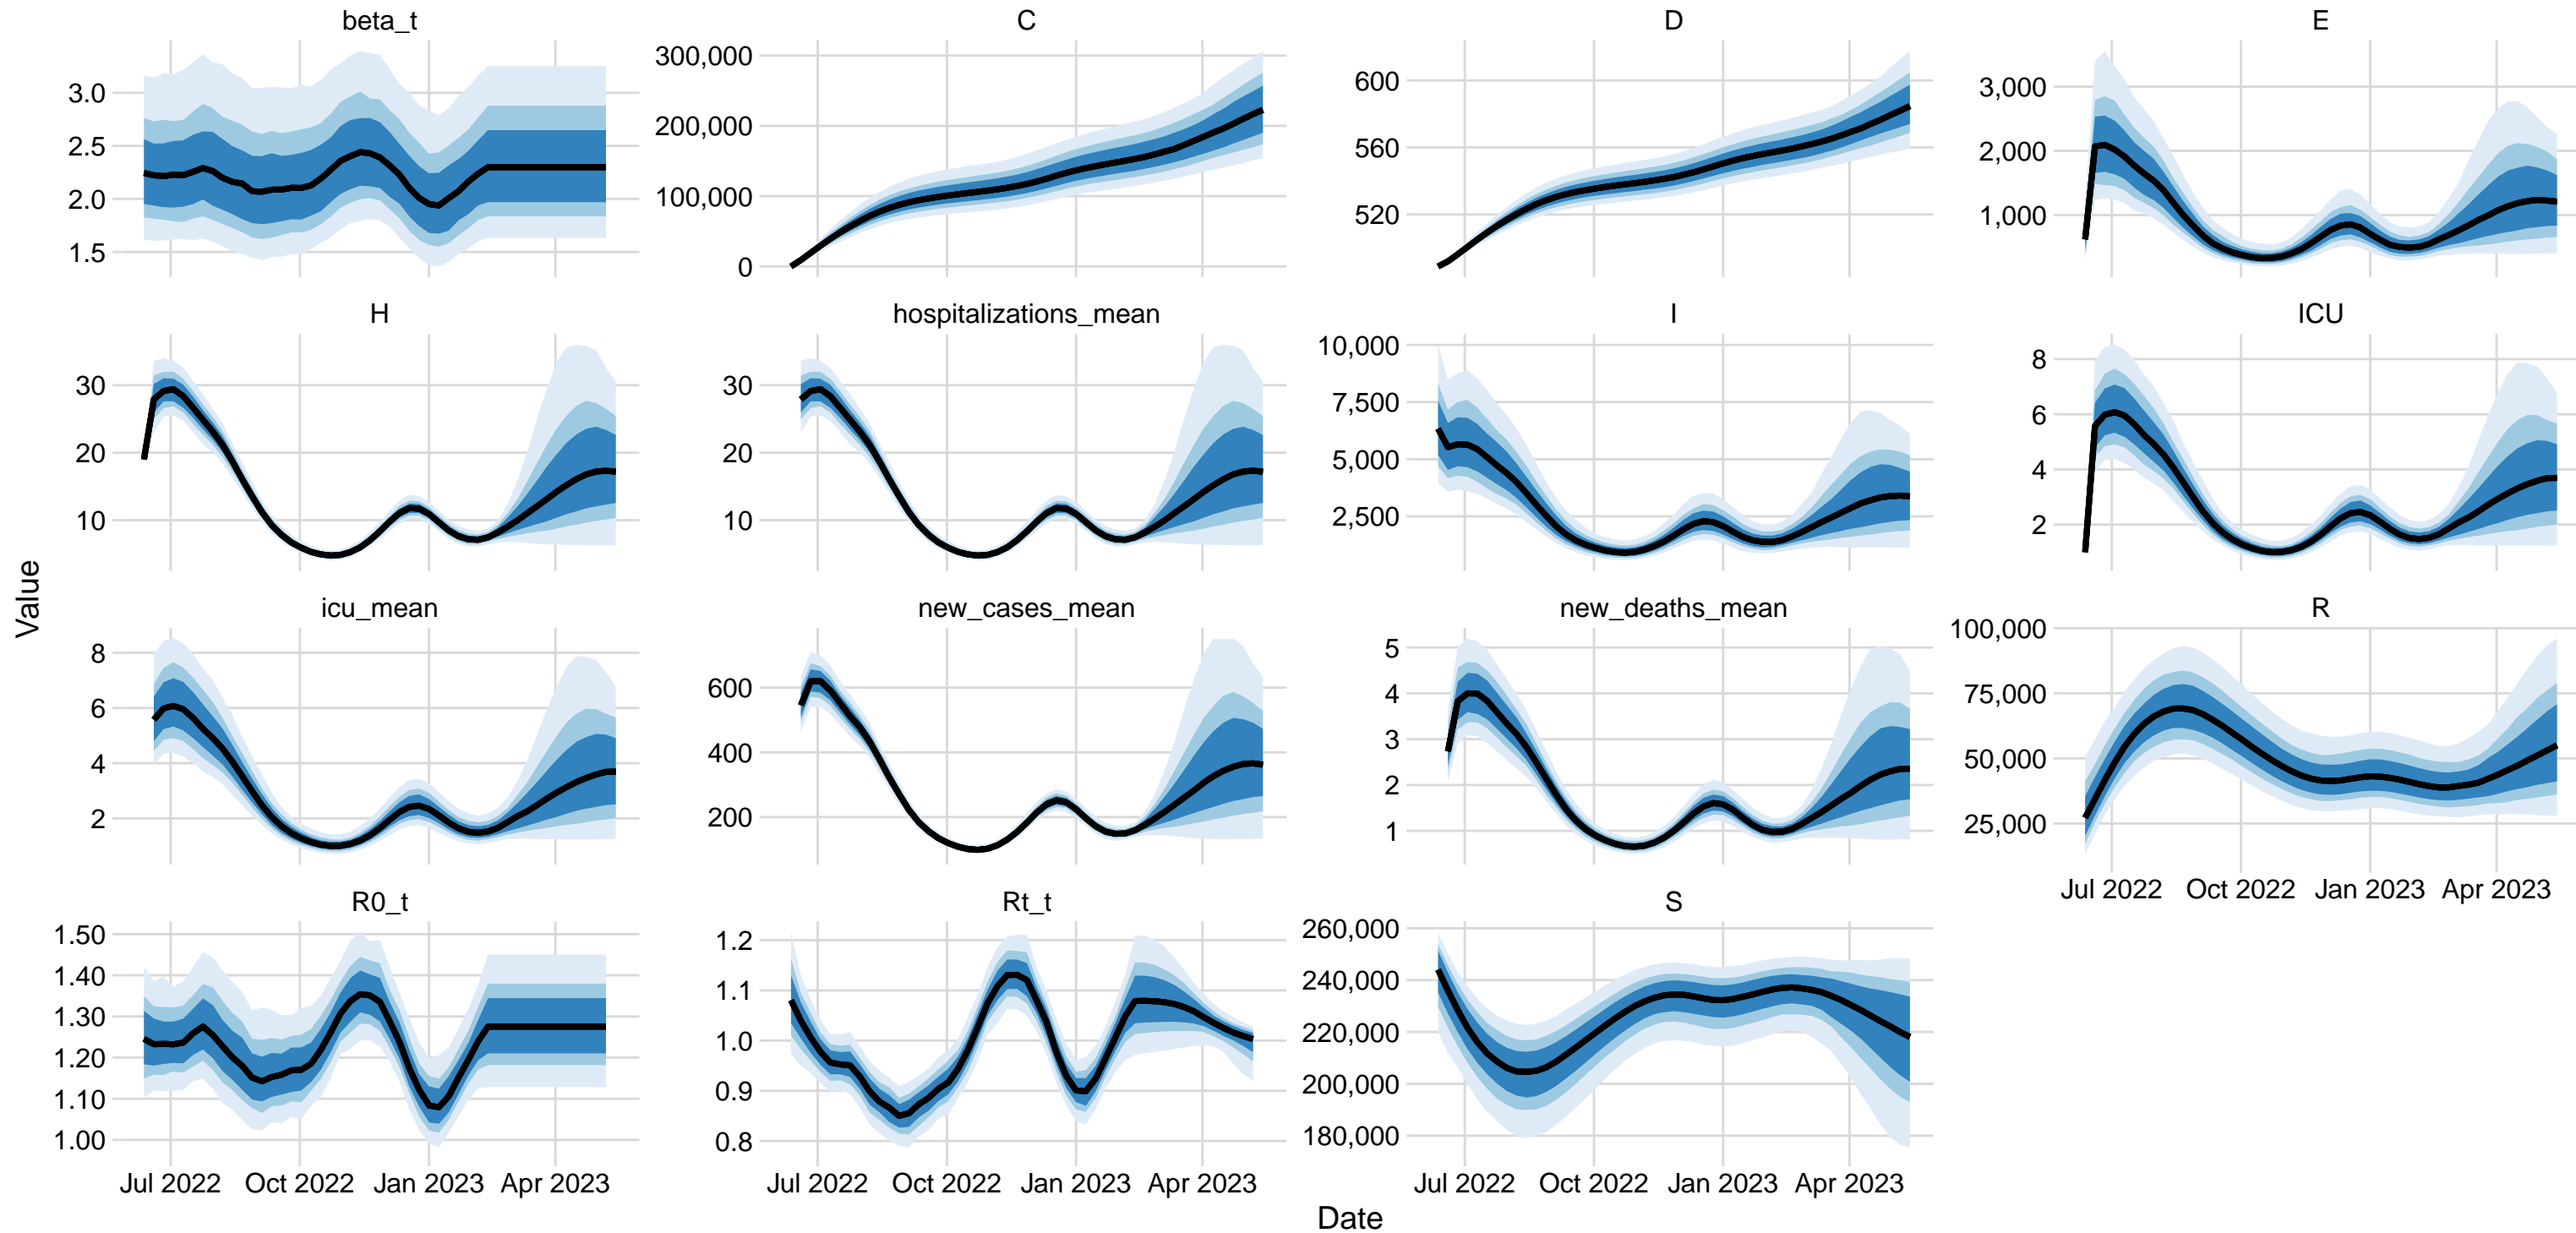 beta_t
C
D
E
3.0
2.5
2.0
1.5
300,000
200,000
100,000
0
600
560
520
3,000
2,000
1,000
H
hospitalizations_mean
I
ICU
30
20
10
30
20
10
10,000
7,500
5,000
2,500
8
6
4
2
Value
icu_mean
new_cases_mean
new_deaths_mean
R
8
6
4
2
600
400
200
5
4
3
2
1
100,000
75,000
50,000
25,000
Jul 2022 Oct 2022 Jan 2023 Apr 2023
R0_t
Rt_t
S
1.50
1.40
1.30
1.20
1.10
1.00
1.2
1.1
1.0
0.9
0.8
260,000
240,000
220,000
200,000
180,000
Jul 2022 Oct 2022 Jan 2023 Apr 2023
Jul 2022 Oct 2022 Jan 2023 Apr 2023
Jul 2022 Oct 2022 Jan 2023 Apr 2023
Date